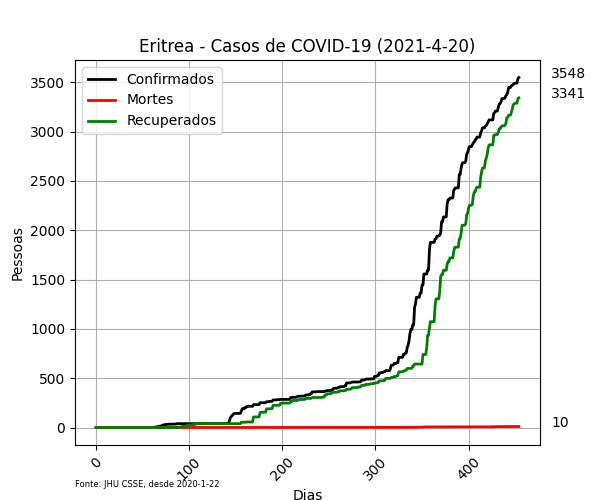 Eritrea - Casos de COVID-19 (2021-4-20)
Confirmados
Mortes
Recuperados
3548
3341
10
Pessoas
3500
3000
2500
2000
1500
1000
500
0
0
100
200
300
400
Fonte: JHU CSSE, desde 2020-1-22
Dias